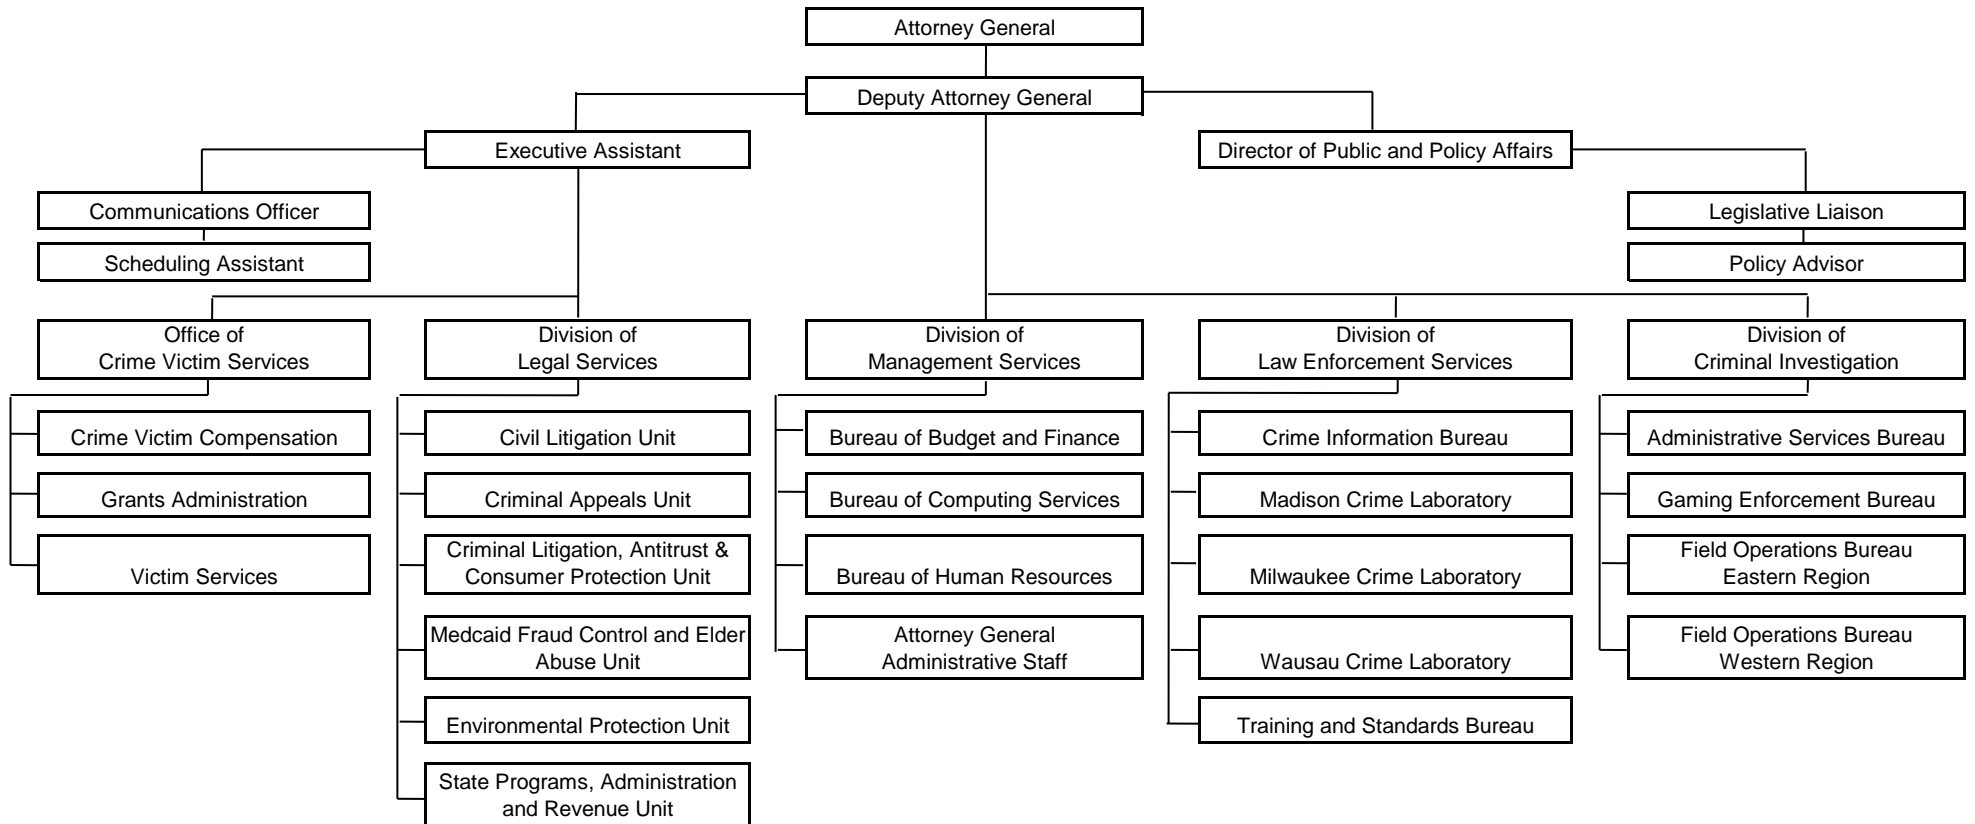 Attorney General
Deputy Attorney General
Executive Assistant
Director of Public and Policy Affairs
Communications Officer
Legislative Liaison
Scheduling Assistant
Policy Advisor
Office of
Crime Victim Services
Division of
Legal Services
Division of
Management Services
Division of
Law Enforcement Services
Division of
Criminal Investigation
Crime Victim Compensation
Grants Administration
Victim Services
Civil Litigation Unit
Criminal Appeals Unit
Criminal Litigation, Antitrust &
Consumer Protection Unit
Medcaid Fraud Control and Elder
Abuse Unit
Environmental Protection Unit
State Programs, Administration
and Revenue Unit
Bureau of Budget and Finance
Bureau of Computing Services
Bureau of Human Resources
Attorney General
Administrative Staff
Crime Information Bureau
Madison Crime Laboratory
Milwaukee Crime Laboratory
Wausau Crime Laboratory
Training and Standards Bureau
Administrative Services Bureau
Gaming Enforcement Bureau
Field Operations Bureau
Eastern Region
Field Operations Bureau
Western Region